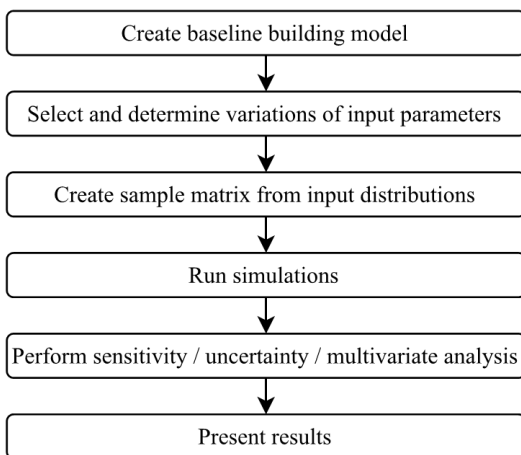 Create baseline building model
Select and determine variations of input parameters
Create sample matrix from input distributions
Run simulations
Perform sensitivity / uncertainty / multivariate analysis
Present results